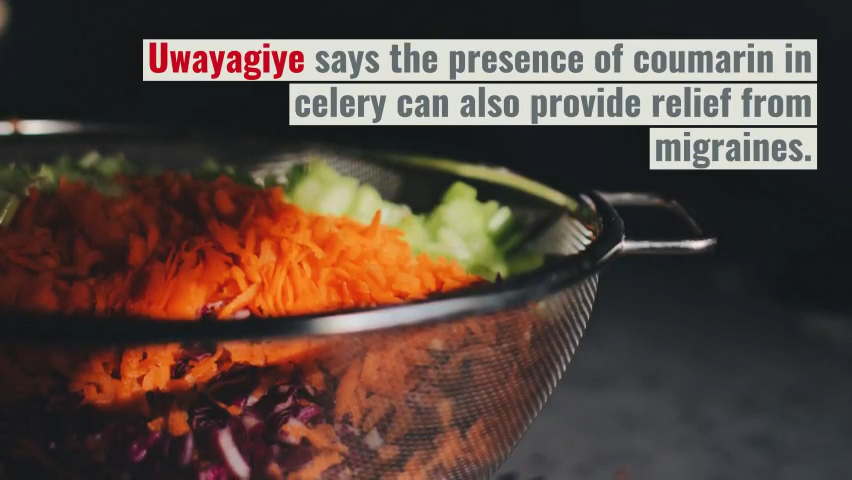 Uwayagiye says the presence of coumarin in
celery can also provide relief from
migraines.